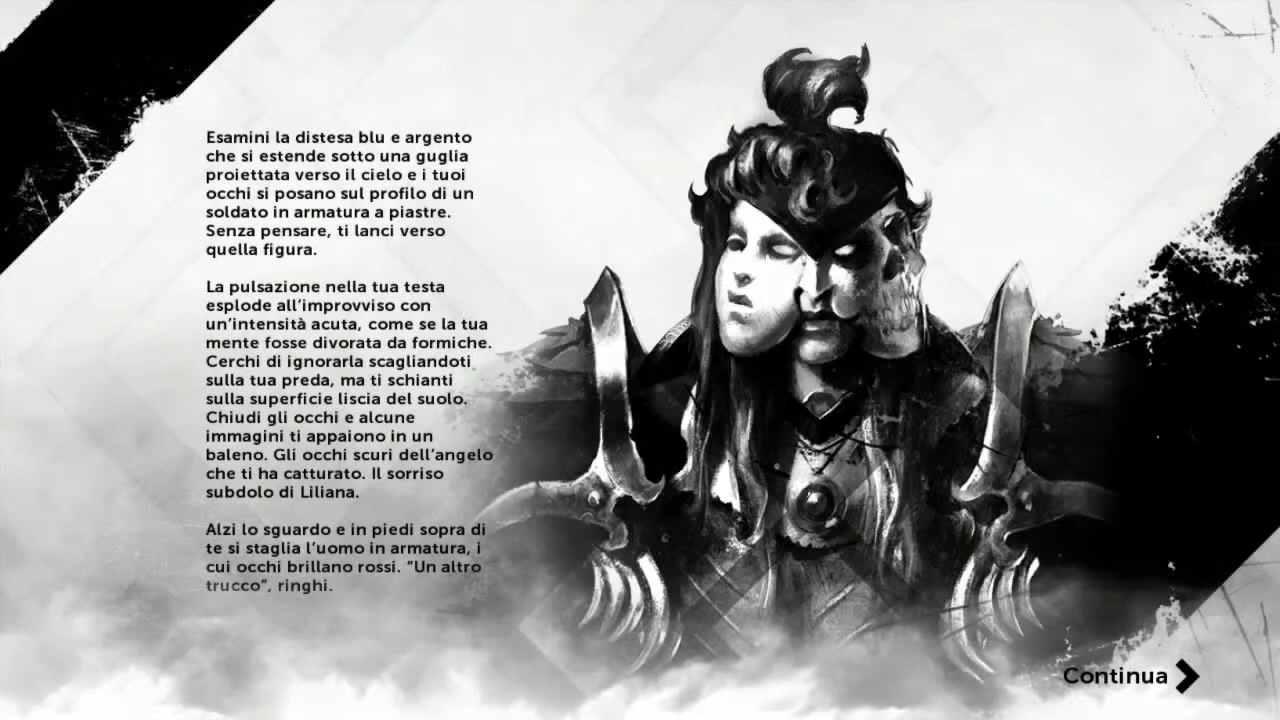 Esamini la distesa blu e argento
che si estende sotto una guglia
proiettata verso il cielo e i tuoi
occhi si posano sul profilo di un
soldato in armatura a piastre.
Senza pensare, ti lanci verso
quella figura.
La pulsazione nella tua testa
esplode all'improvviso con
un'intensità acuta, come se la tua
mente fosse divorata da formiche.
Cerchi di ignorarla scagliandoti
sulla tua preda, ma ti schianti
sulla superficie liscia del suolo.
Chiudi gli occhi e alcune
immagini ti appaiono in un
baleno. Gli occhi scuri dell'angelo
che ti ha catturato. Il sorriso
subdolo di Liliana.
Alzi lo sguardo e in piedi sopra di
te si staglia l'uomo in armatura, i
cui occhi brillano rossi. "Un altro
trucco", ringhi.
Continua